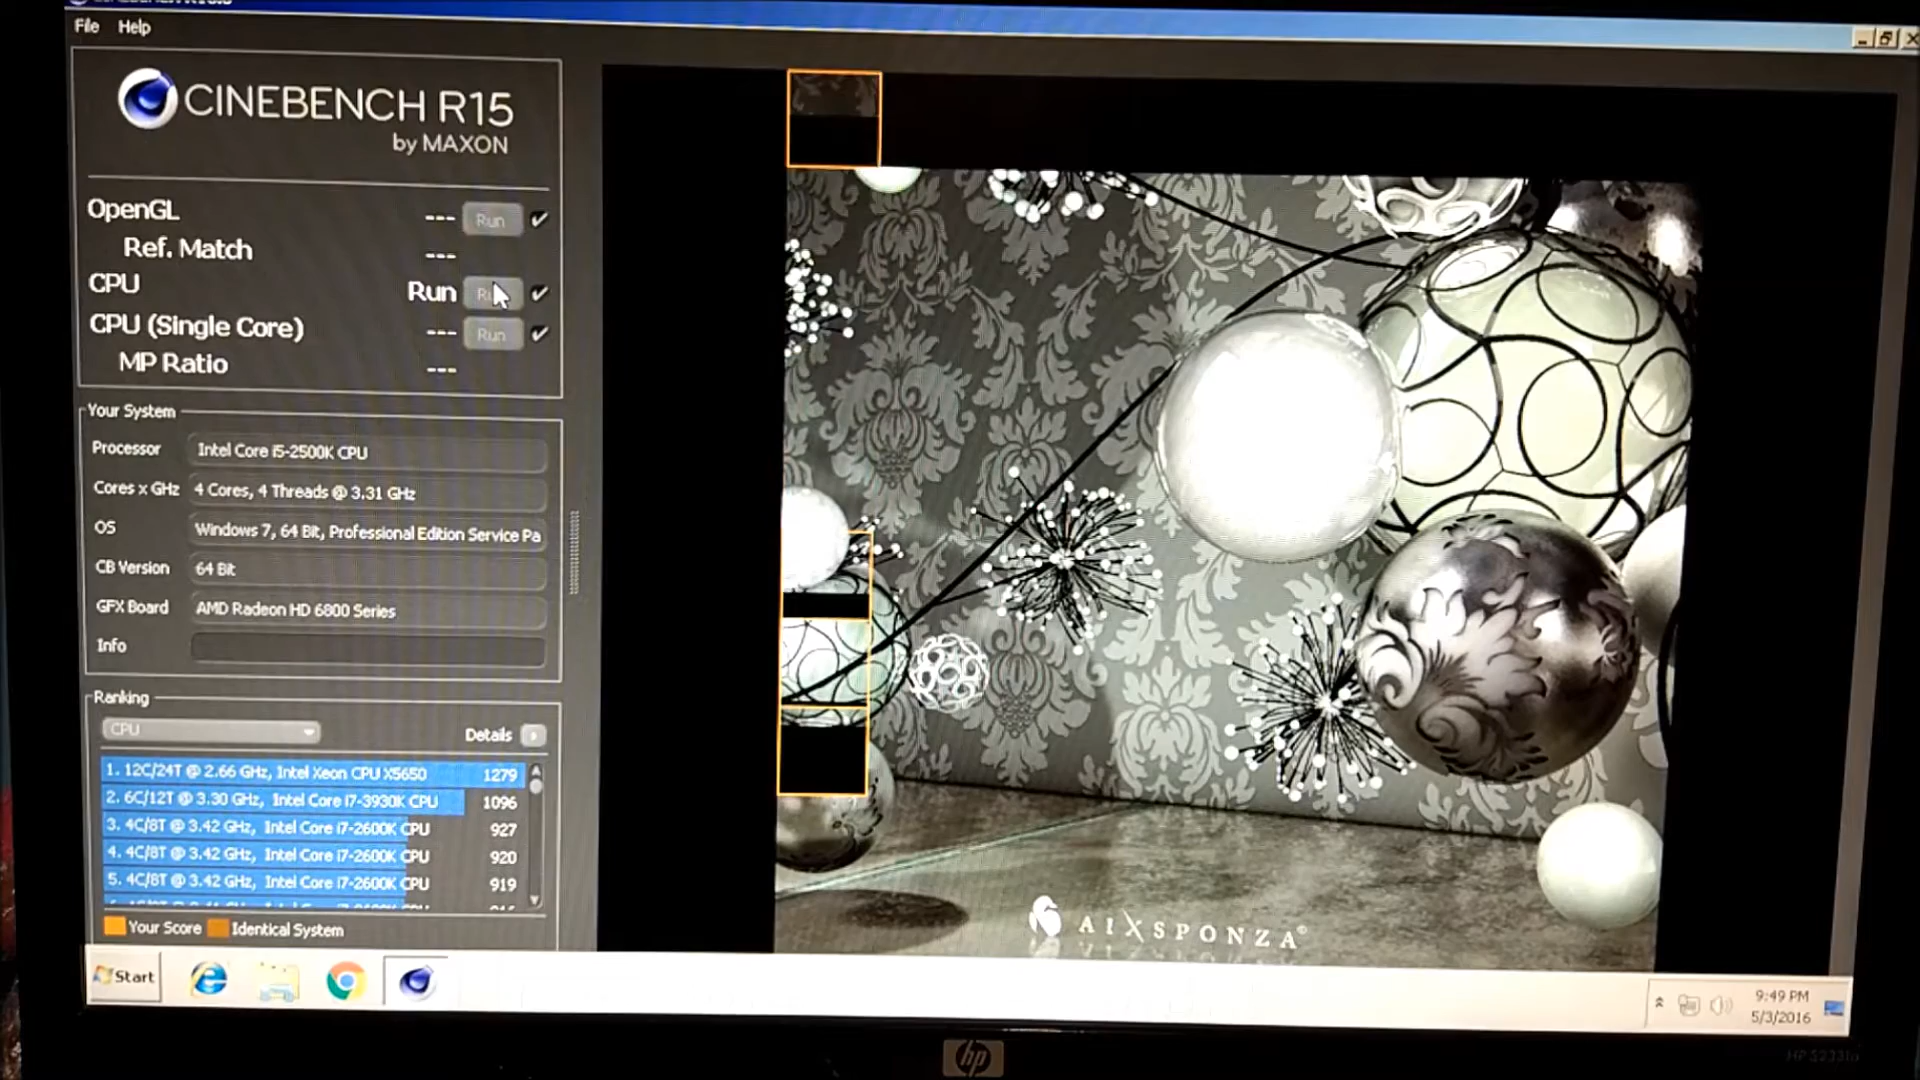 File Help
CINEBENCH R15
by MAXON
OpenGL --- Run
Ref. Match ---
CPU Run
CPU (Single Core) --- Run
MP Ratio ---
Your System
Processor Intel Core i5-2500K CPU
Cores x GHz 4 Cores, 4 Threads @ 3.31 GHz
OS Windows 7, 64 Bit, Professional Edition Service Pa
CB Version 64 Bit
GFX Board AMD Radeon HD 6800 Series
Info
Ranking
CPU Details
1. 12C/24T @ 2.66 GHz, Intel Xeon CPU X5650 1279
2. 6C/12T @ 3.30 GHz, Intel Core i7-3930K CPU 1096
3. 4C/8T @ 3.42 GHz, Intel Core i7-2600K CPU 927
4. 4C/8T @ 3.42 GHz, Intel Core i7-2600K CPU 920
5. 4C/8T @ 3.42 GHz, Intel Core i7-2600K CPU 919
Your Score Identical System
AIXSPONZA©
Start
9:49 PM
5/3/2016
hp